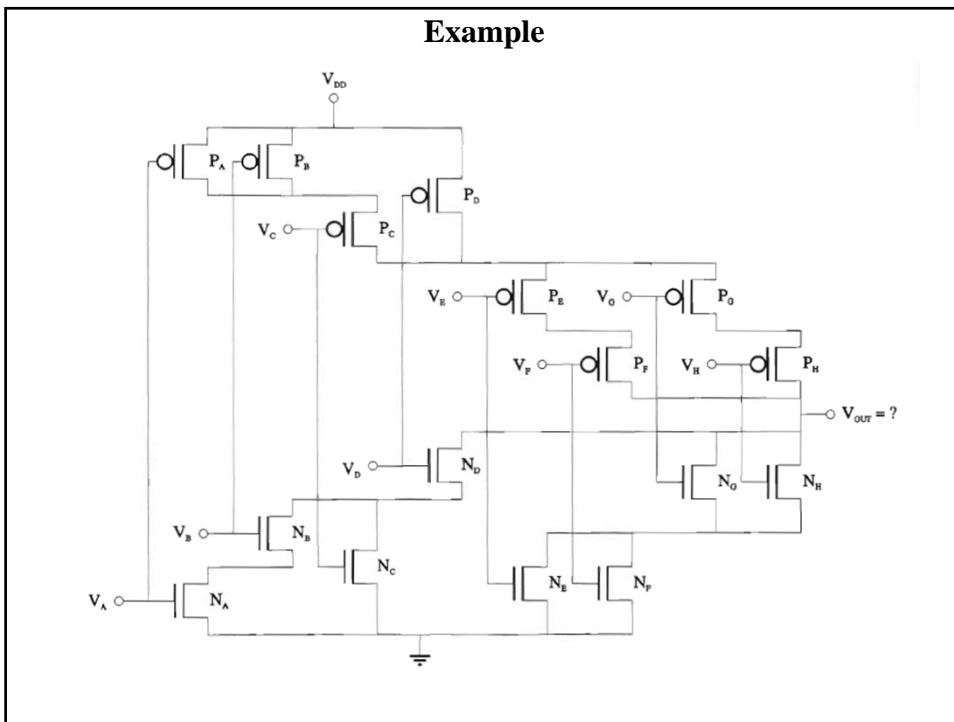 Example
V_DD
P_A
P_B
P_D
V_C
P_C
V_E
P_E
V_G
P_G
V_F
P_F
V_H
P_H
V_OUT = ?
V_D
N_D
N_G
N_H
V_B
N_B
N_C
N_E
N_F
V_A
N_A